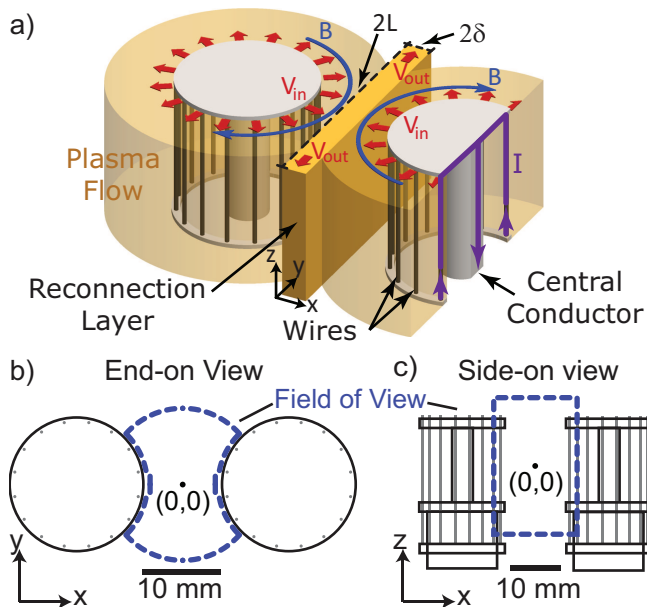 a)
B
2L
2δ
V_in
V_out
B
V_in
V_out
I
Plasma
Flow
z
y
x
Reconnection
Layer
Wires
Central
Conductor
b)
End-on View
c)
Side-on view
Field of View
(0,0)
(0,0)
y
x
10 mm
z
x
10 mm